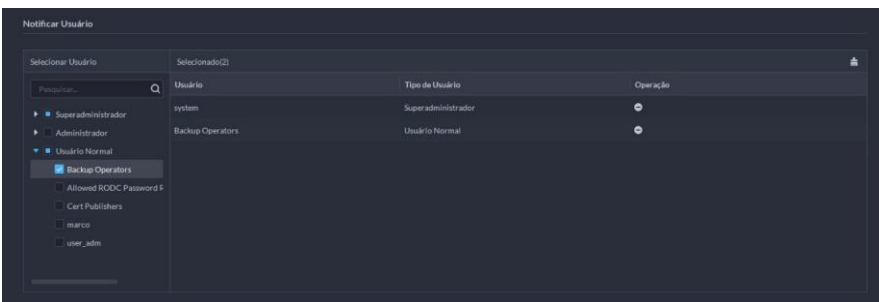 Notificar Usuário
Selecionar Usuário
Selecionado(2)
Pesquisar...
Usuário Tipo de Usuário Operação
system Superadministrador
Backup Operators Usuário Normal
Superadministrador
Administrador
Usuário Normal
Backup Operators
Allowed RODC Password
Cert Publishers
marco
user_adm